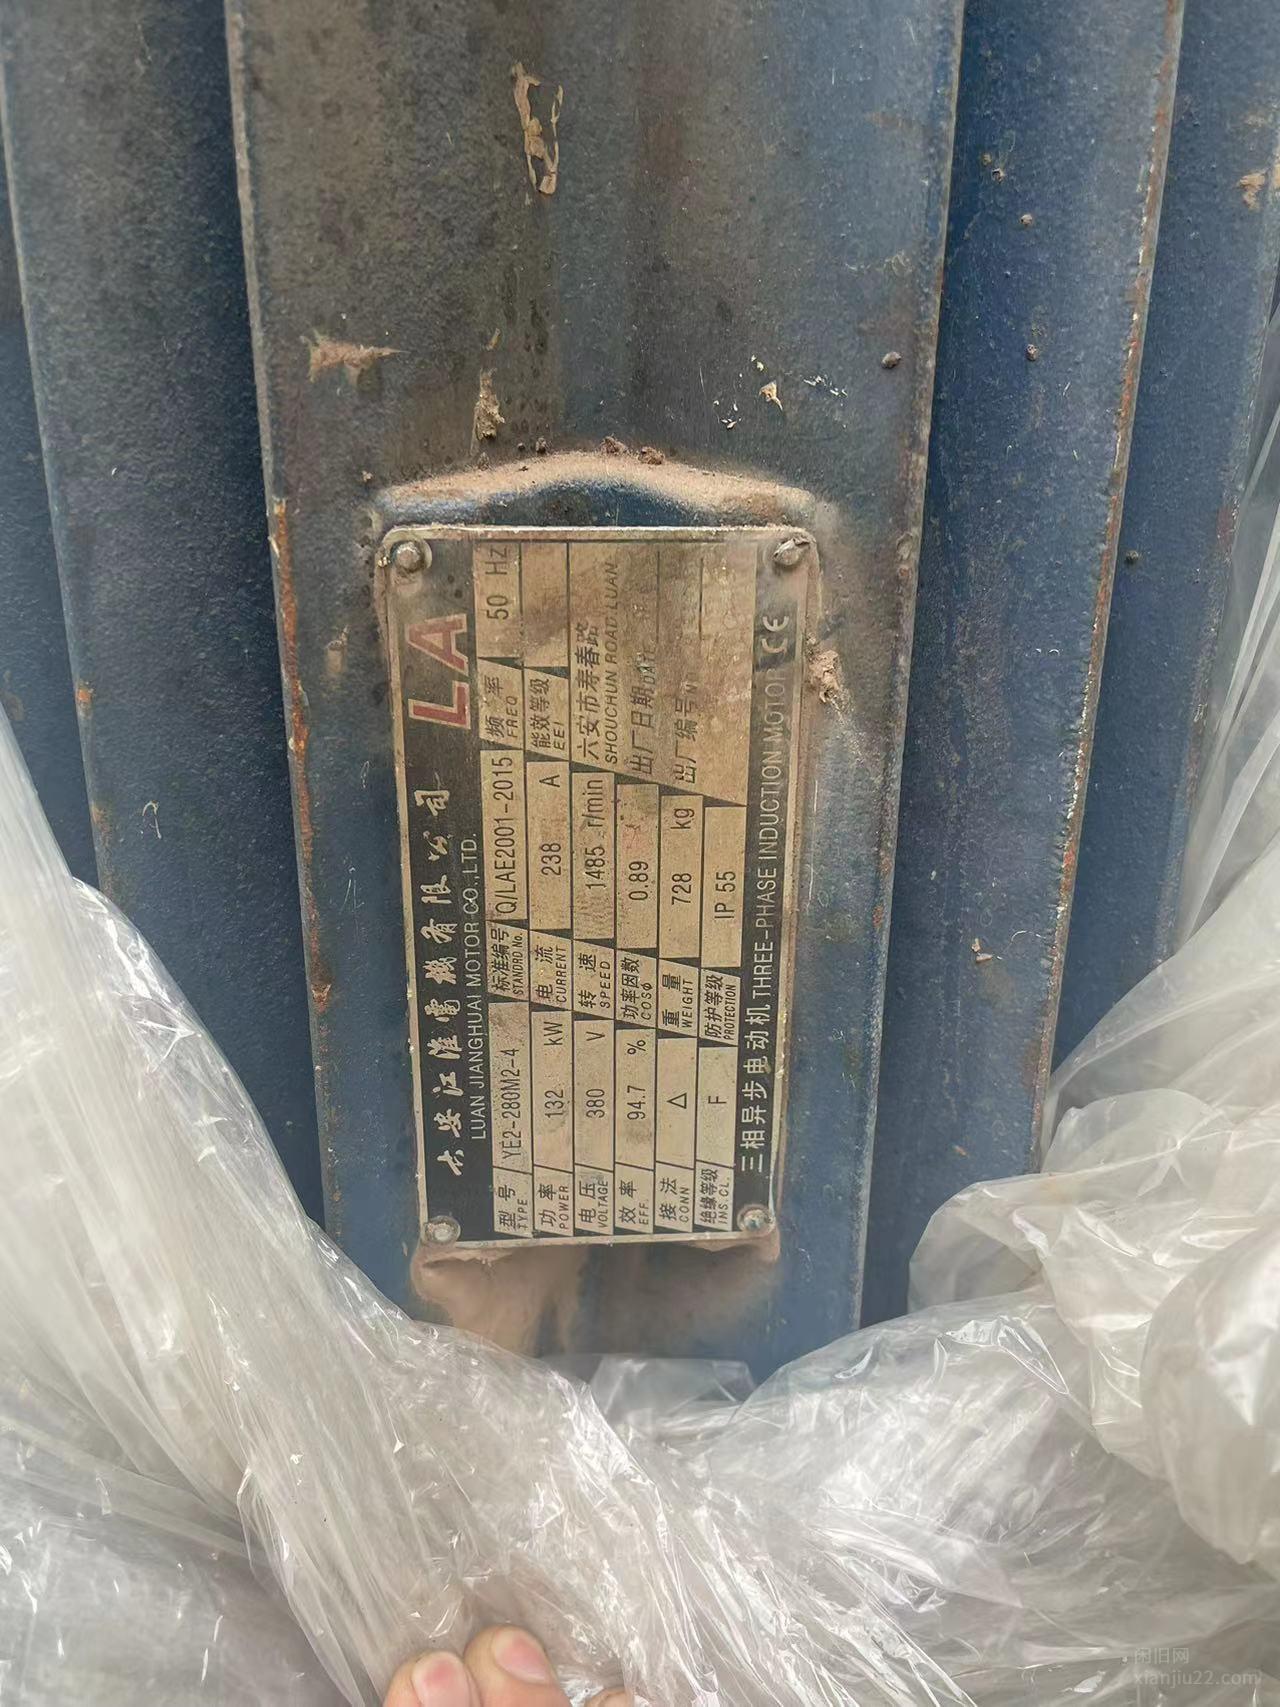 六安江淮電機有限公司 LA
LUAN JIANGHUAI MOTOR CO.,LTD.
型号 TYPE YE2-280M2-4 标准编号 STANDRD No. Q/LAE2001-2015 频率 FREQ 50 Hz
功率 POWER 132 kW 电流 CURRENT 238 A 能效等级 EEI
电压 VOLTAGE 380 V 转速 SPEED 1485 r/min 六安市寿春路
SHOUCHUN ROAD LUAN
效率 EFF. 94.7 % 功率因数 COSΦ 0.89 出厂日期
接法 CONN △ 重量 WEIGHT 728 kg 出厂编号
绝缘等级 INS.CL. F 防护等级 PROTECTION IP 55
三相异步电动机 THREE-PHASE INDUCTION MOTOR CE
闲旧网
xianjiu22.com